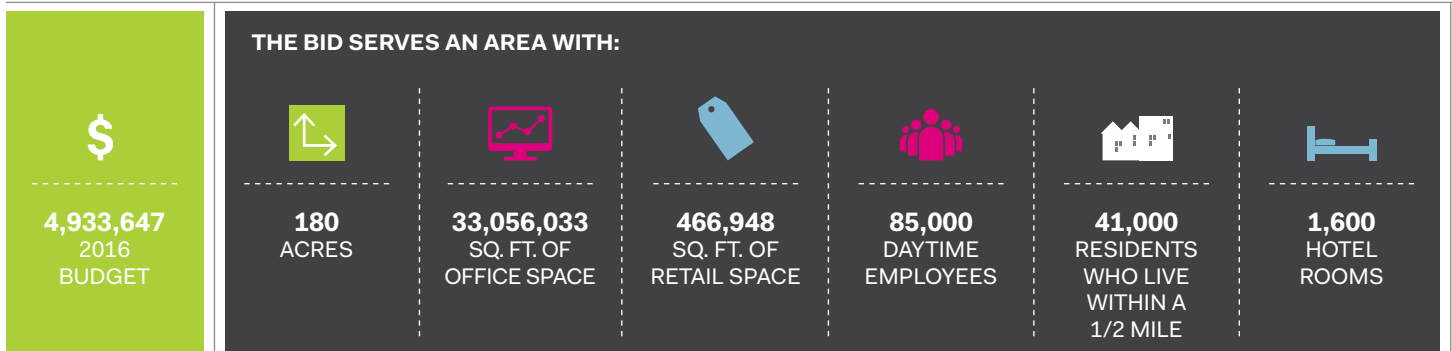 $
4,933,647
2016
BUDGET
THE BID SERVES AN AREA WITH:
180
ACRES
33,056,033
SQ. FT. OF
OFFICE SPACE
466,948
SQ. FT. OF
RETAIL SPACE
85,000
DAYTIME
EMPLOYEES
41,000
RESIDENTS
WHO LIVE
WITHIN A
1/2 MILE
1,600
HOTEL
ROOMS